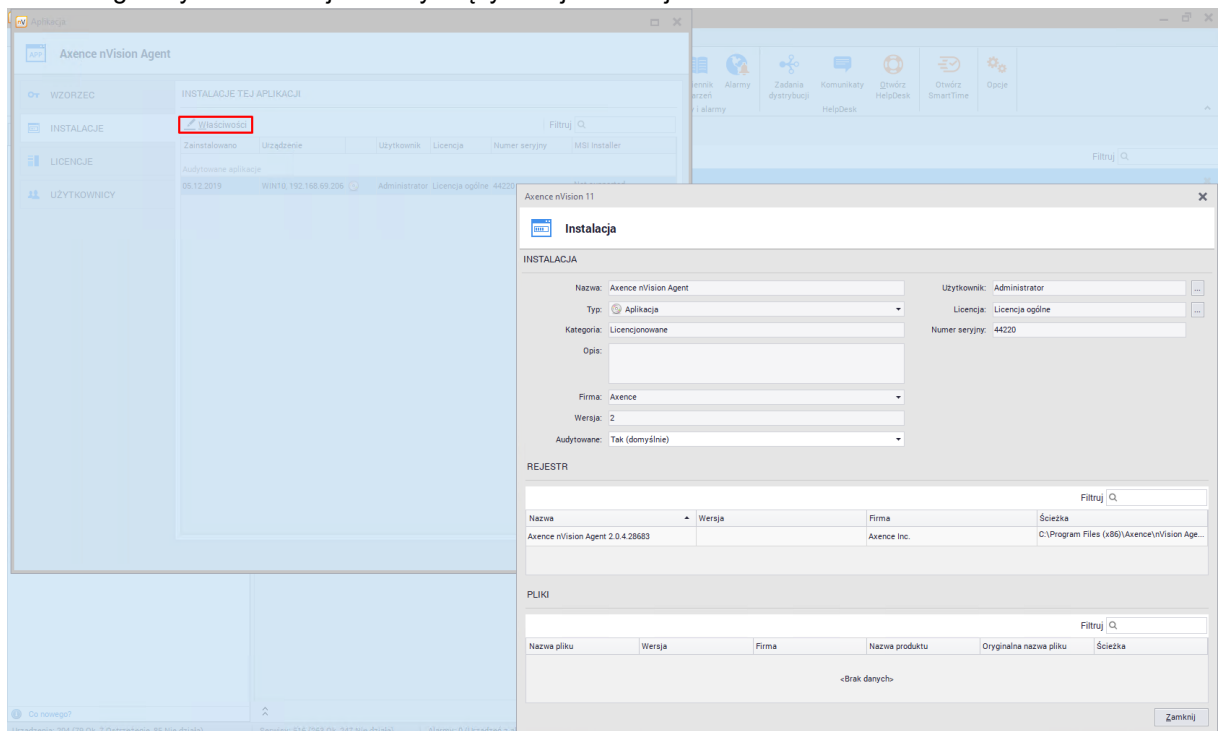 Aplikacja
APP Axence nVision Agent
WZORZEC
INSTALACJE
LICENCJE
UŻYTKOWNICY
INSTALACJE TEJ APLIKACJI
Właściwości Filtruj
Zainstalowano Urządzenie Użytkownik Licencja Numer seryjny MSI Installer
Audytowane aplikacje
05.12.2019 WIN10, 192.168.69.206 Administrator Licencja ogólne 44220
Alarmy Zadania dystrybucji Komunikaty Otwórz HelpDesk Otwórz SmartTime Opcje
i alarmy HelpDesk
Filtruj
Axence nVision 11
Instalacja
INSTALACJA
Nazwa: Axence nVision Agent Użytkownik: Administrator ...
Typ: Aplikacja Licencja: Licencja ogólne ...
Kategoria: Licencjonowane Numer seryjny: 44220
Opis:
Firma: Axence
Wersja: 2
Audytowane: Tak (domyślnie)
REJESTR
Filtruj
Nazwa Wersja Firma Ścieżka
Axence nVision Agent 2.0.4.28683 Axence Inc. C:\Program Files (x86)\Axence\nVision Age...
PLIKI
Filtruj
Nazwa pliku Wersja Firma Nazwa produktu Oryginalna nazwa pliku Ścieżka
<Brak danych>
Zamknij
Co nowego?